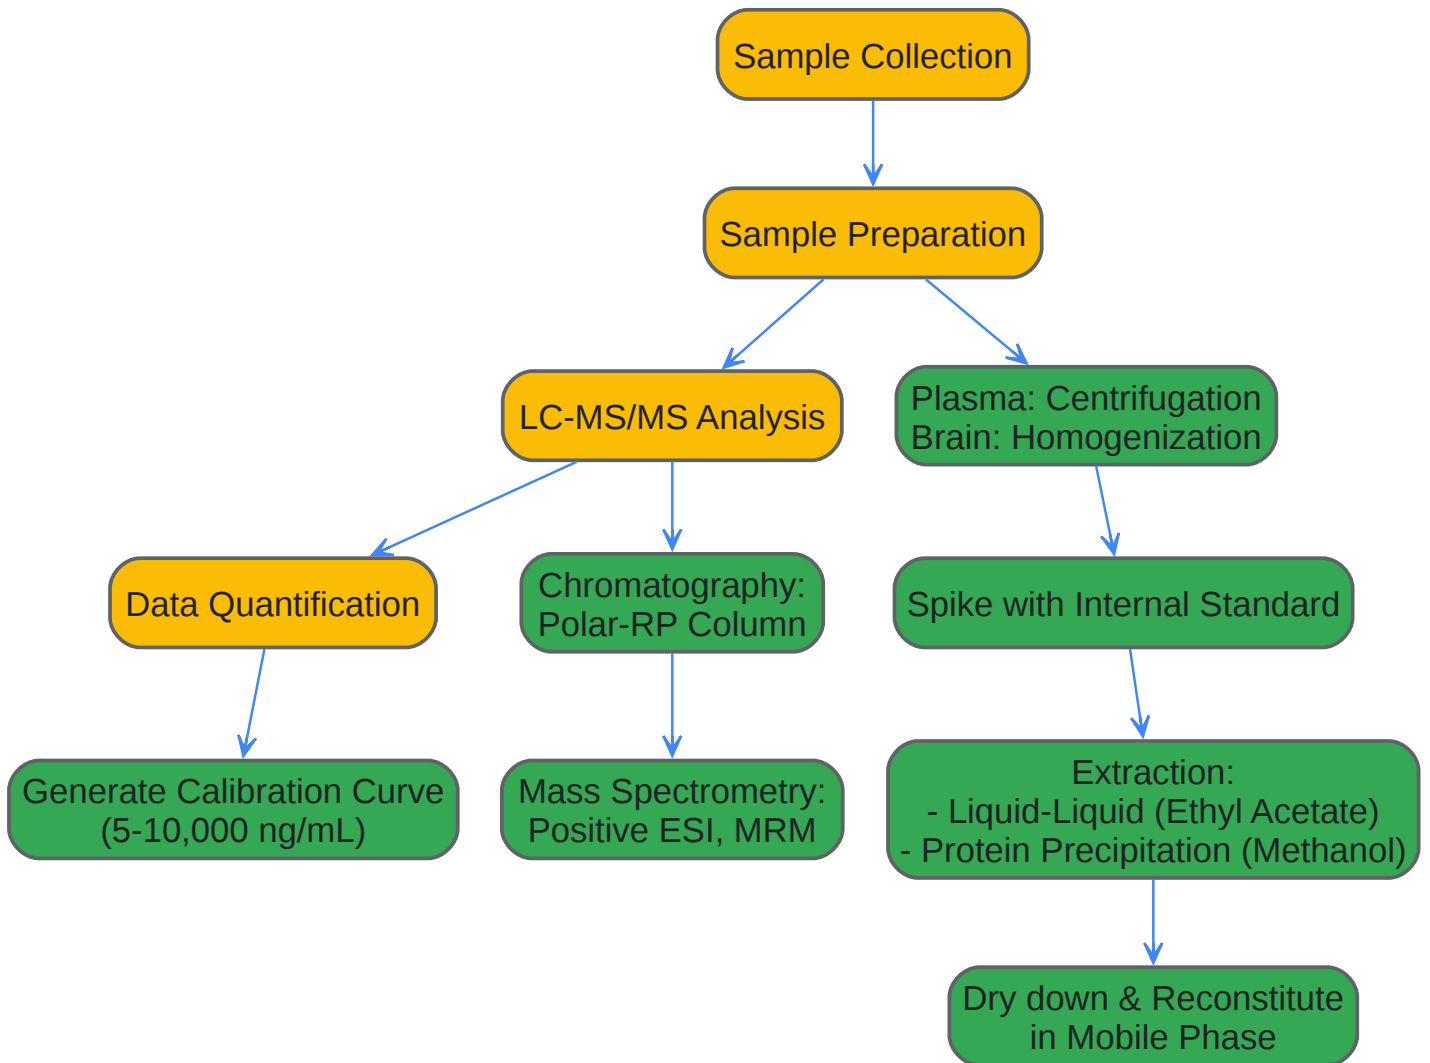 Sample Collection
Sample Preparation
LC-MS/MS Analysis
Plasma: Centrifugation
Brain: Homogenization
Data Quantification
Chromatography:
Polar-RP Column
Spike with Internal Standard
Generate Calibration Curve
(5-10,000 ng/mL)
Mass Spectrometry:
Positive ESI, MRM
Extraction:
- Liquid-Liquid (Ethyl Acetate)
- Protein Precipitation (Methanol)
Dry down & Reconstitute
in Mobile Phase